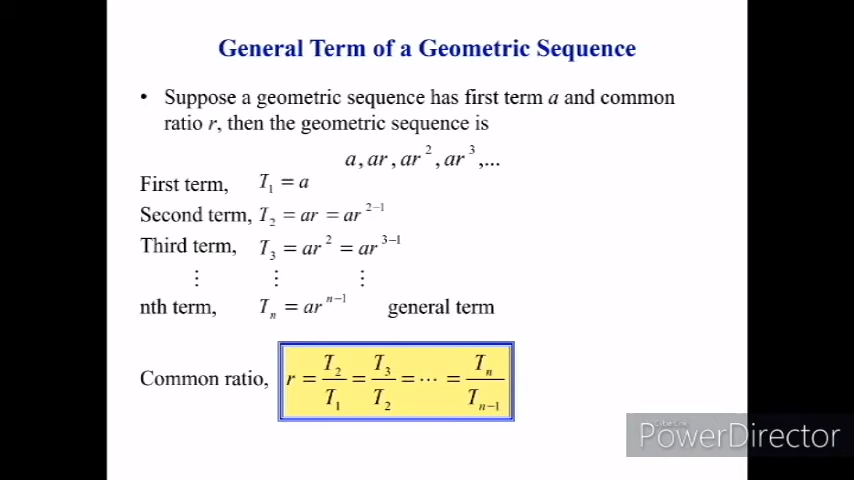 General Term of a Geometric Sequence
• Suppose a geometric sequence has first term a and common
ratio r, then the geometric sequence is
a, ar, ar², ar³,...
First term, T₁ = a
Second term, T₂ = ar = ar²⁻¹
Third term, T₃ = ar² = ar³⁻¹
⋮ ⋮ ⋮
nth term, Tₙ = arⁿ⁻¹ general term
Common ratio, r = T₂/T₁ = T₃/T₂ = ⋯ = Tₙ/Tₙ₋₁
CyberLink
PowerDirector